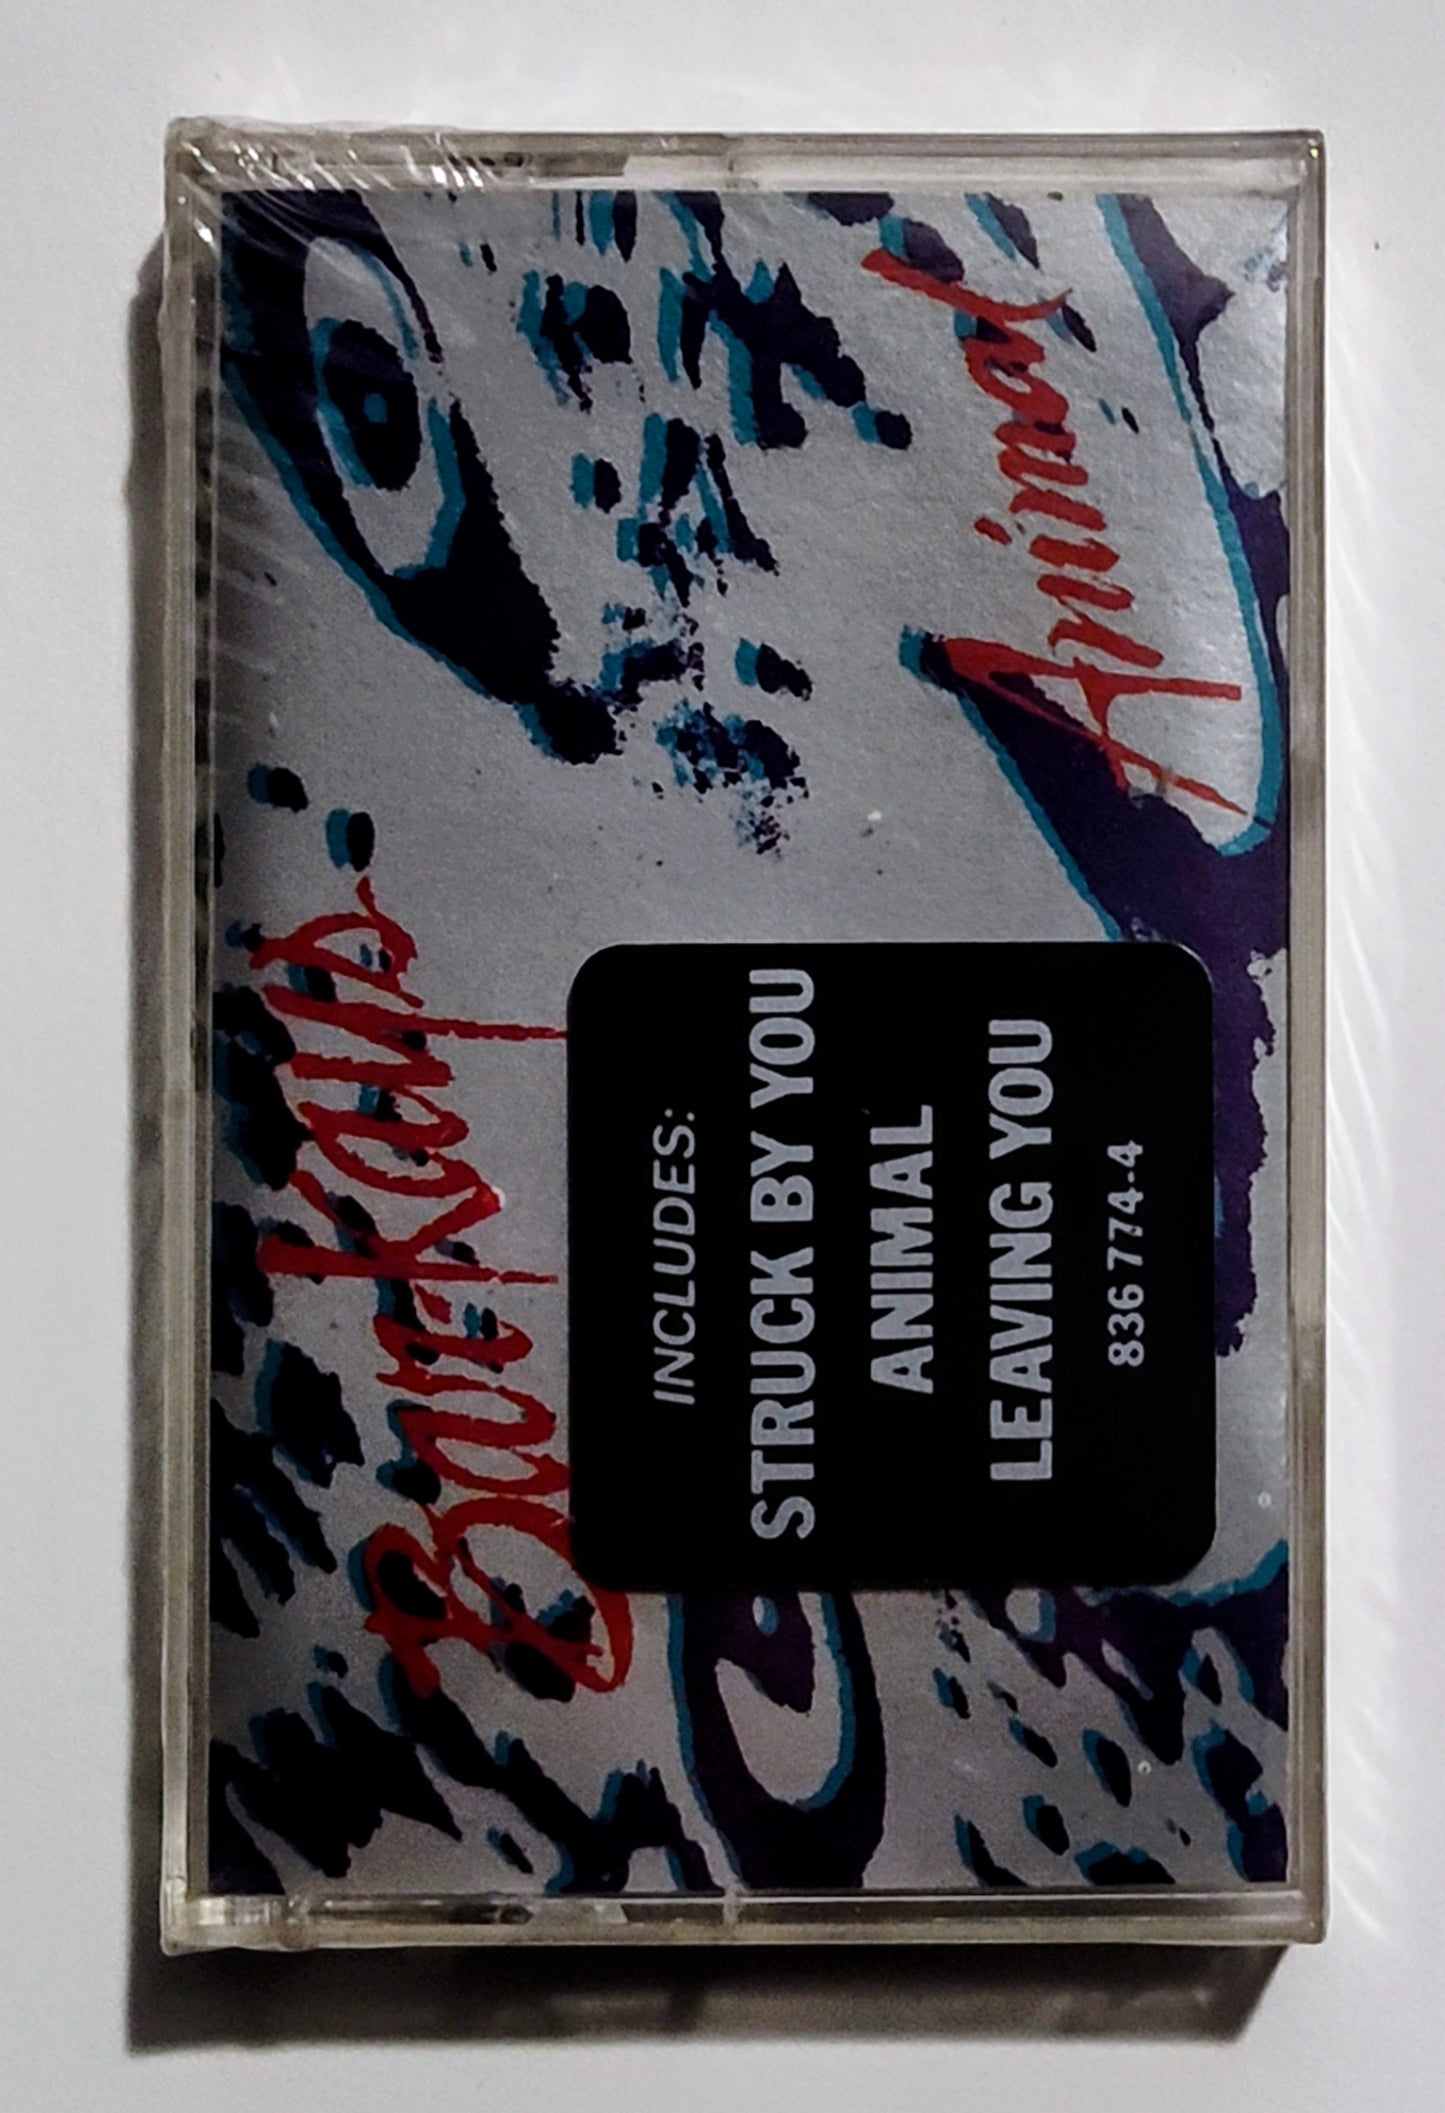 Bar-Kays
Animal
INCLUDES:
STRUCK BY YOU
ANIMAL
LEAVING YOU
836 774-4